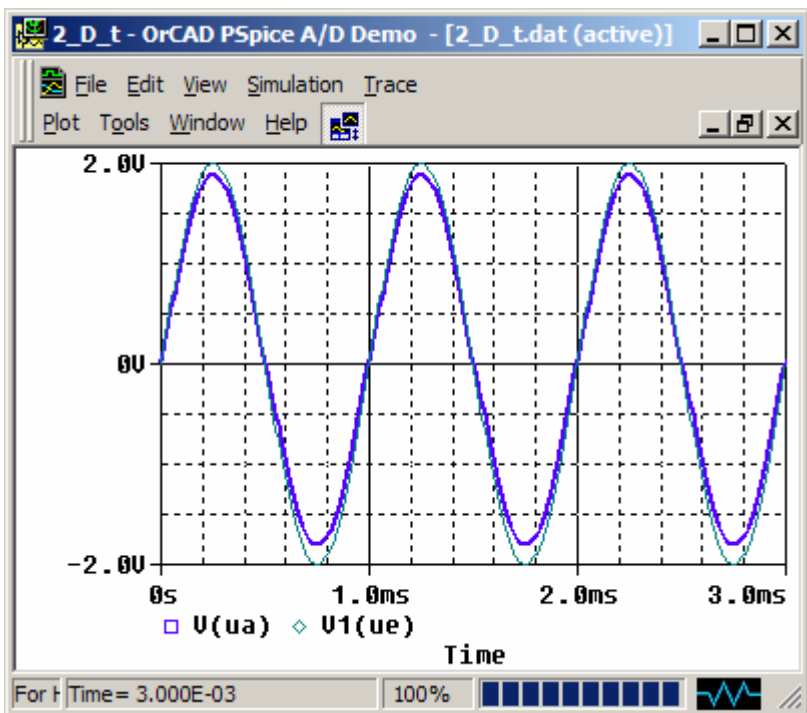 2_D_t - OrCAD PSpice A/D Demo - [2_D_t.dat (active)]
File Edit View Simulation Trace
Plot Tools Window Help
2.0V
0V
-2.0V
0s 1.0ms 2.0ms 3.0ms
V(ua) V1(ue)
Time
For Time= 3.000E-03 100%